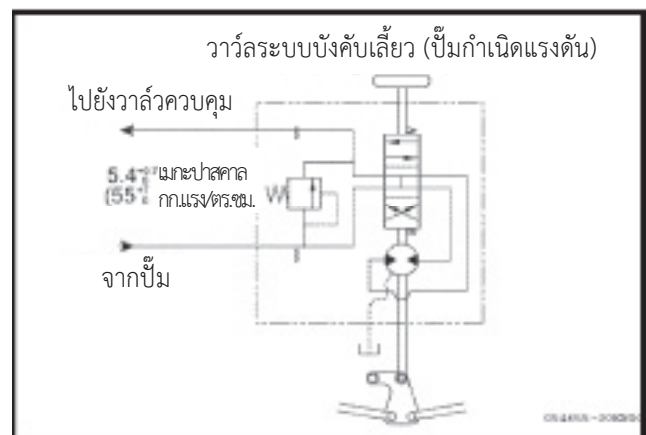 วาว์ลระบบบังคับเลี้ยว (ปั๊มกำเนิดแรงดัน)
ไปยังวาล์วควบคุม
5.4 เมกะปาสคาล
(55 กก.แรง/ตร.ซม.
จากปั๊ม